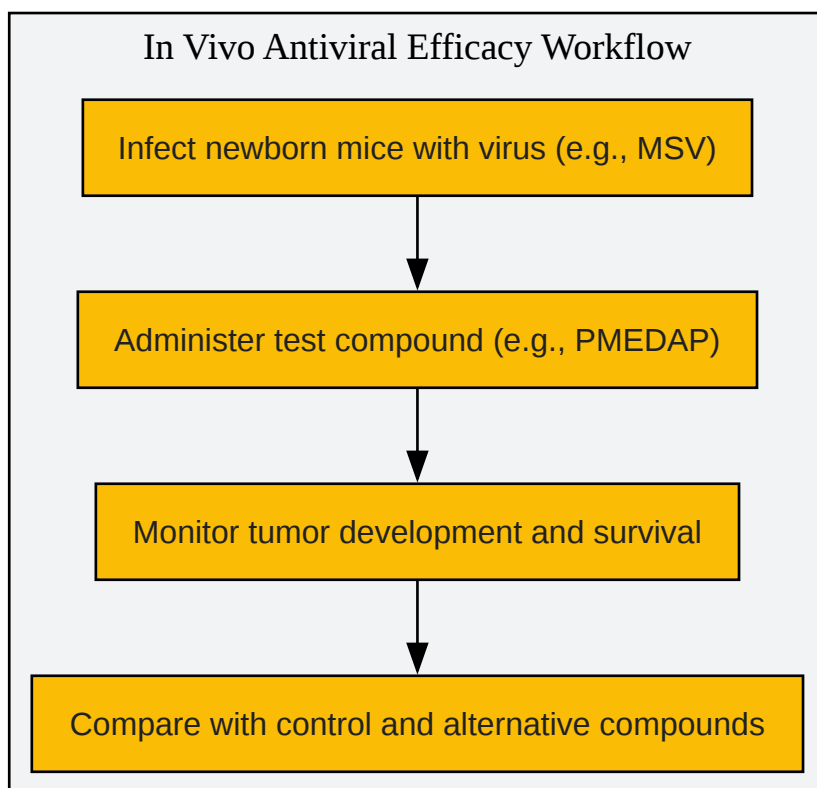 In Vivo Antiviral Efficacy Workflow
Infect newborn mice with virus (e.g., MSV)
Administer test compound (e.g., PMEDAP)
Monitor tumor development and survival
Compare with control and alternative compounds